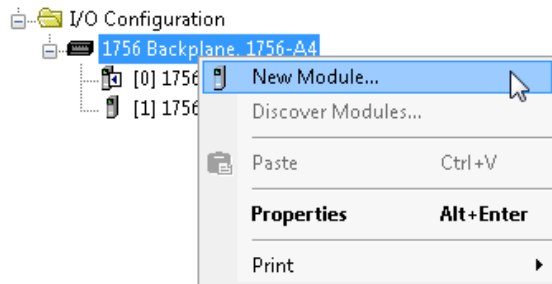 I/O Configuration
1756 Backplane, 1756-A4
[0] 1756
New Module...
[1] 1756
Discover Modules...
Paste Ctrl+V
Properties Alt+Enter
Print